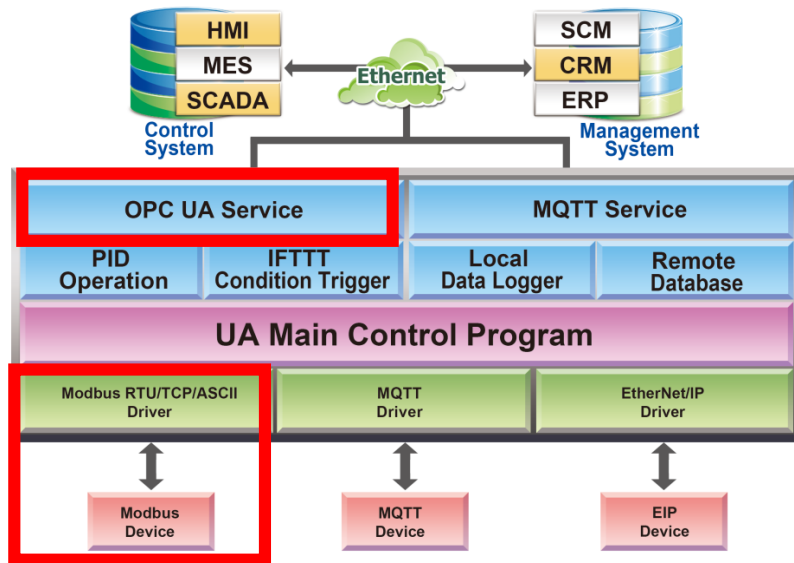 HMI
MES
SCADA
Control
System
Ethernet
SCM
CRM
ERP
Management
System
OPC UA Service
MQTT Service
PID
Operation
IFTTT
Condition Trigger
Local
Data Logger
Remote
Database
UA Main Control Program
Modbus RTU/TCP/ASCII
Driver
MQTT
Driver
EtherNet/IP
Driver
Modbus
Device
MQTT
Device
EIP
Device